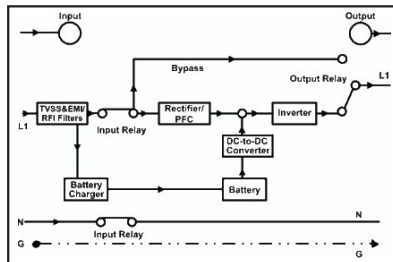 Input
Output
Bypass
L1
Output Relay
TVSS&EMI/
RFI Filters
Rectifier/
PFC
Inverter
L1
Input Relay
DC-to-DC
Converter
Battery
Charger
Battery
N
N
Input Relay
G
G